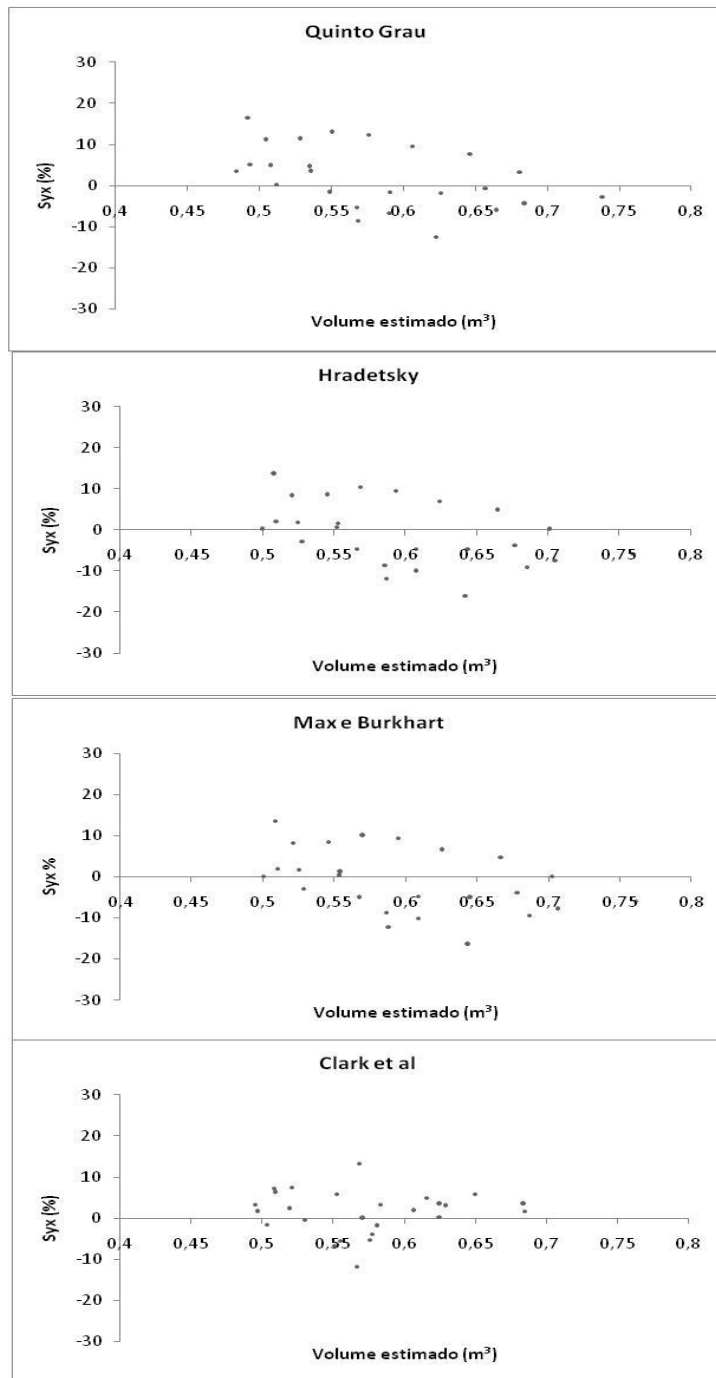 Quinto Grau
30
20
10
0
-10
-20
-30
Syx (%)
0,4 0,45 0,5 0,55 0,6 0,65 0,7 0,75 0,8
Volume estimado (m³)
Hradetsky
30
20
10
0
-10
-20
-30
Syx (%)
0,4 0,45 0,5 0,55 0,6 0,65 0,7 0,75 0,8
Volume estimado (m³)
Max e Burkhart
30
20
10
0
-10
-20
-30
Syx %
0,4 0,45 0,5 0,55 0,6 0,65 0,7 0,75 0,8
Volume estimado (m³)
Clark et al
30
20
10
0
-10
-20
-30
Syx (%)
0,4 0,45 0,5 0,55 0,6 0,65 0,7 0,75 0,8
Volume estimado (m³)